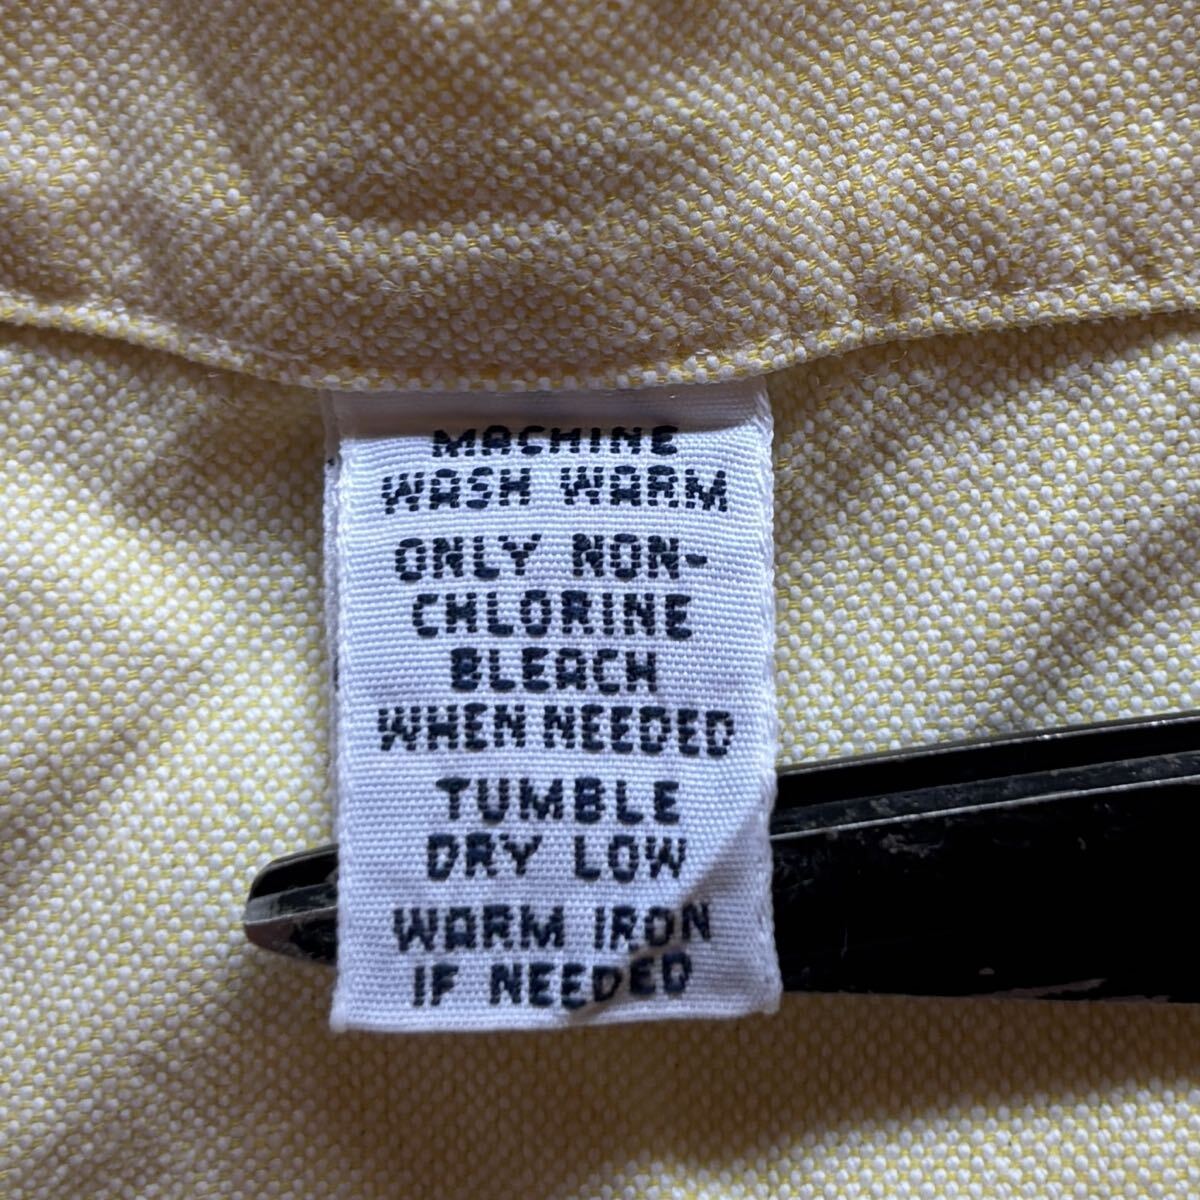 MACHINE
WASH WARM
ONLY NON-
CHLORINE
BLEACH
WHEN NEEDED
TUMBLE
DRY LOW
WARM IRON
IF NEEDED